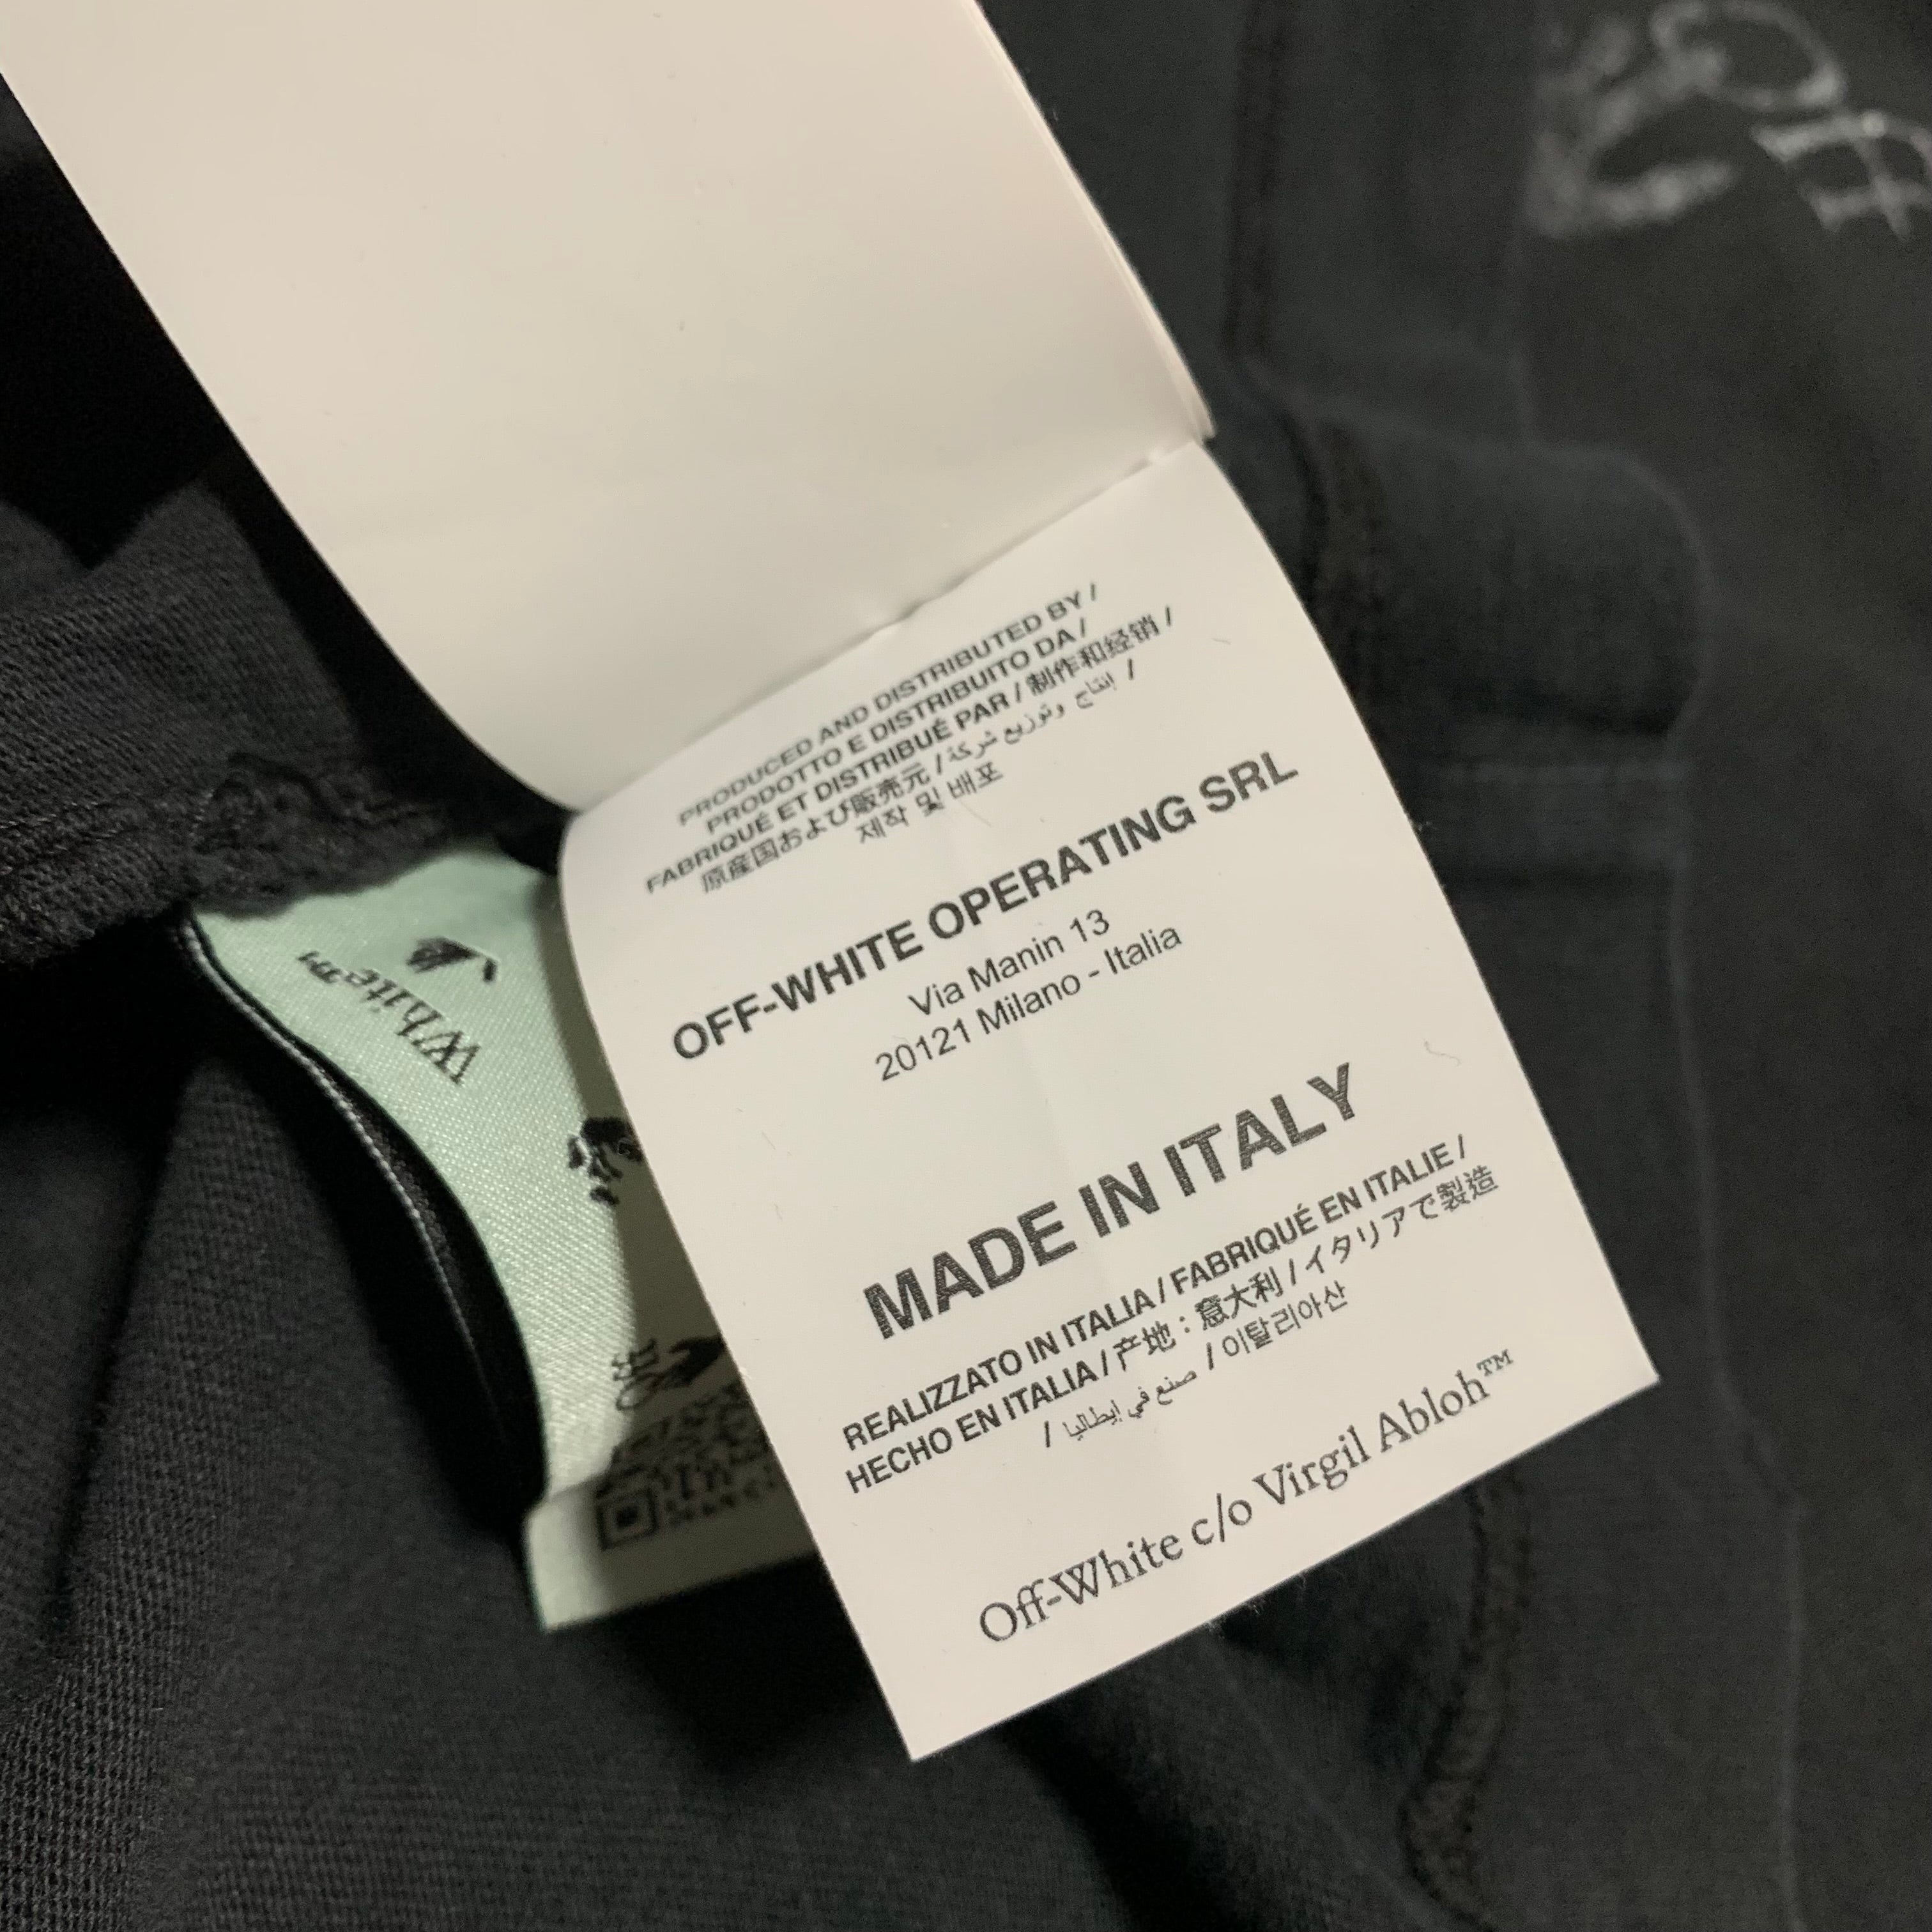 PRODUCED AND DISTRIBUTED BY /
PRODOTTO E DISTRIBUITO DA /
FABRIQUÉ ET DISTRIBUÉ PAR / 制作和经销 /
原産国および販売元 / إنتاج وتوزيع شركة /
제작 및 배포
OFF-WHITE OPERATING SRL
Via Manin 13
20121 Milano - Italia
MADE IN ITALY
REALIZZATO IN ITALIA / FABRIQUÉ EN ITALIE /
HECHO EN ITALIA / 产地：意大利 / イタリアで製造
/ صنع في إيطاليا / 이탈리아산
Off-White c/o Virgil Abloh™
White™
Off